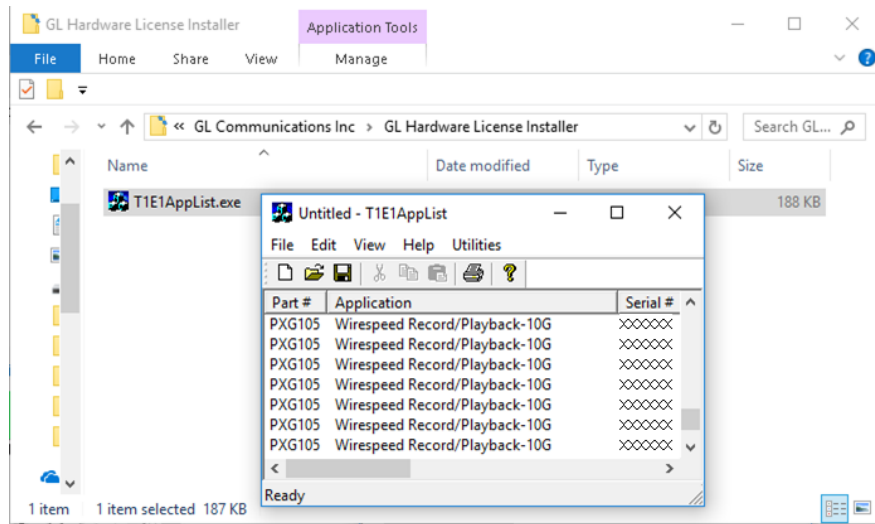 GL Hardware License Installer
Application Tools
File Home Share View Manage
« GL Communications Inc > GL Hardware License Installer
Search GL...
Name Date modified Type Size
T1E1AppList.exe 188 KB
Untitled - T1E1AppList
File Edit View Help Utilities
Part # Application Serial #
PXG105 Wirespeed Record/Playback-10G XXXXXX
PXG105 Wirespeed Record/Playback-10G XXXXXX
PXG105 Wirespeed Record/Playback-10G XXXXXX
PXG105 Wirespeed Record/Playback-10G XXXXXX
PXG105 Wirespeed Record/Playback-10G XXXXXX
PXG105 Wirespeed Record/Playback-10G XXXXXX
PXG105 Wirespeed Record/Playback-10G XXXXXX
Ready
1 item 1 item selected 187 KB